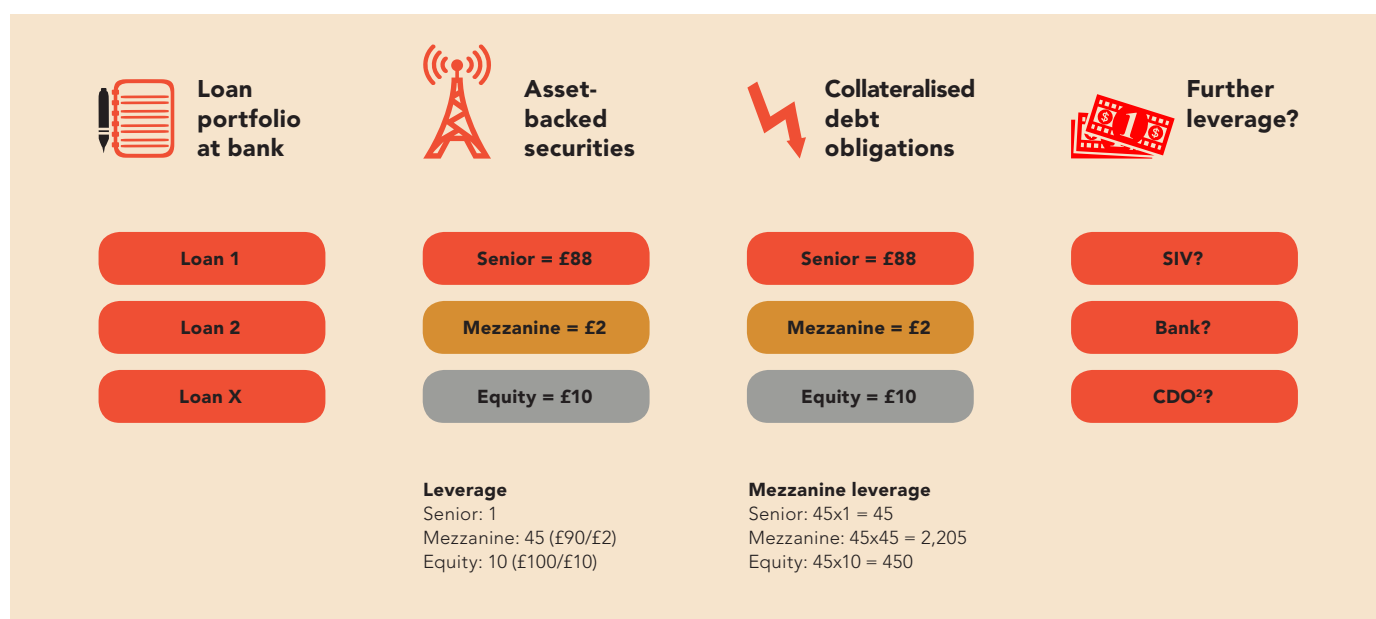 Loan
portfolio
at bank
Asset-
backed
securities
Collateralised
debt
obligations
1
Further
leverage?
Loan 1
Loan 2
Loan X
Senior = £88
Mezzanine = £2
Equity = £10
Leverage
Senior: 1
Mezzanine: 45 (£90/£2)
Equity: 10 (£100/£10)
Senior = £88
Mezzanine = £2
Equity = £10
Mezzanine leverage
Senior: 45x1 = 45
Mezzanine: 45x45 = 2,205
Equity: 45x10 = 450
SIV?
Bank?
CDO²?